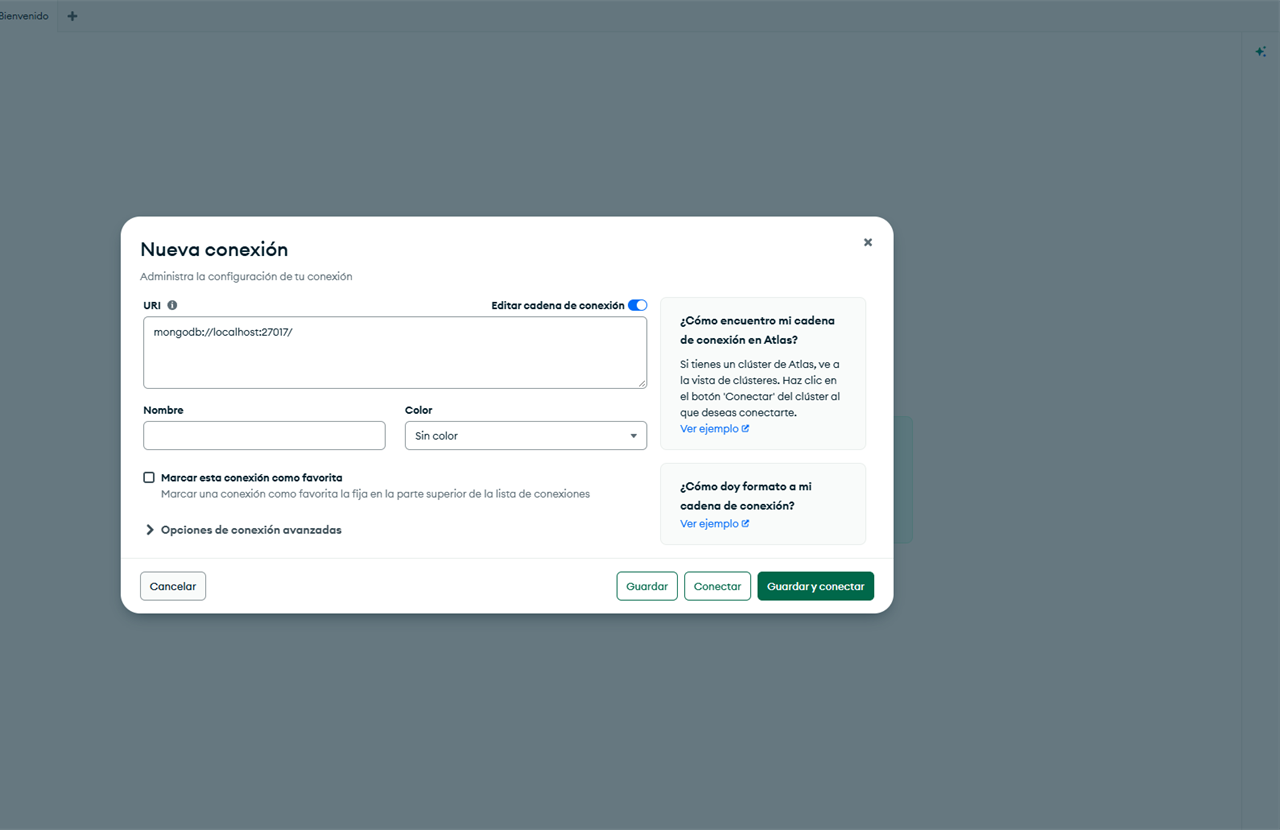 Bienvenido
Nueva conexión
Administra la configuración de tu conexión
URI
Editar cadena de conexión
mongodb://localhost:27017/
Nombre
Color
Sin color
Marcar esta conexión como favorita
Marcar una conexión como favorita la fija en la parte superior de la lista de conexiones
Opciones de conexión avanzadas
¿Cómo encuentro mi cadena
de conexión en Atlas?
Si tienes un clúster de Atlas, ve a
la vista de clústeres. Haz clic en
el botón 'Conectar' del clúster al
que deseas conectarte.
Ver ejemplo
¿Cómo doy formato a mi
cadena de conexión?
Ver ejemplo
Cancelar
Guardar
Conectar
Guardar y conectar